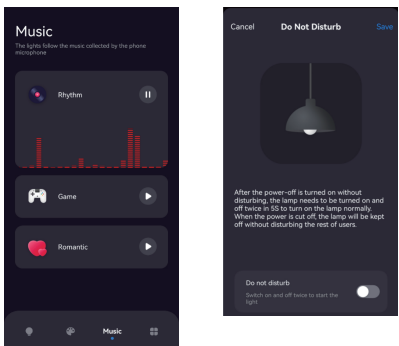 Music
The lights follow the music collected by the phone
microphone
Rhythm
Game
Romantic
Music
Cancel
Do Not Disturb
Save
After the power-off is turned on without
disturbing, the lamp needs to be turned on and
off twice in 5S to turn on the lamp normally.
When the power is cut off, the lamp will be kept
off without disturbing the rest of users.
Do not disturb
Switch on and off twice to start the
light